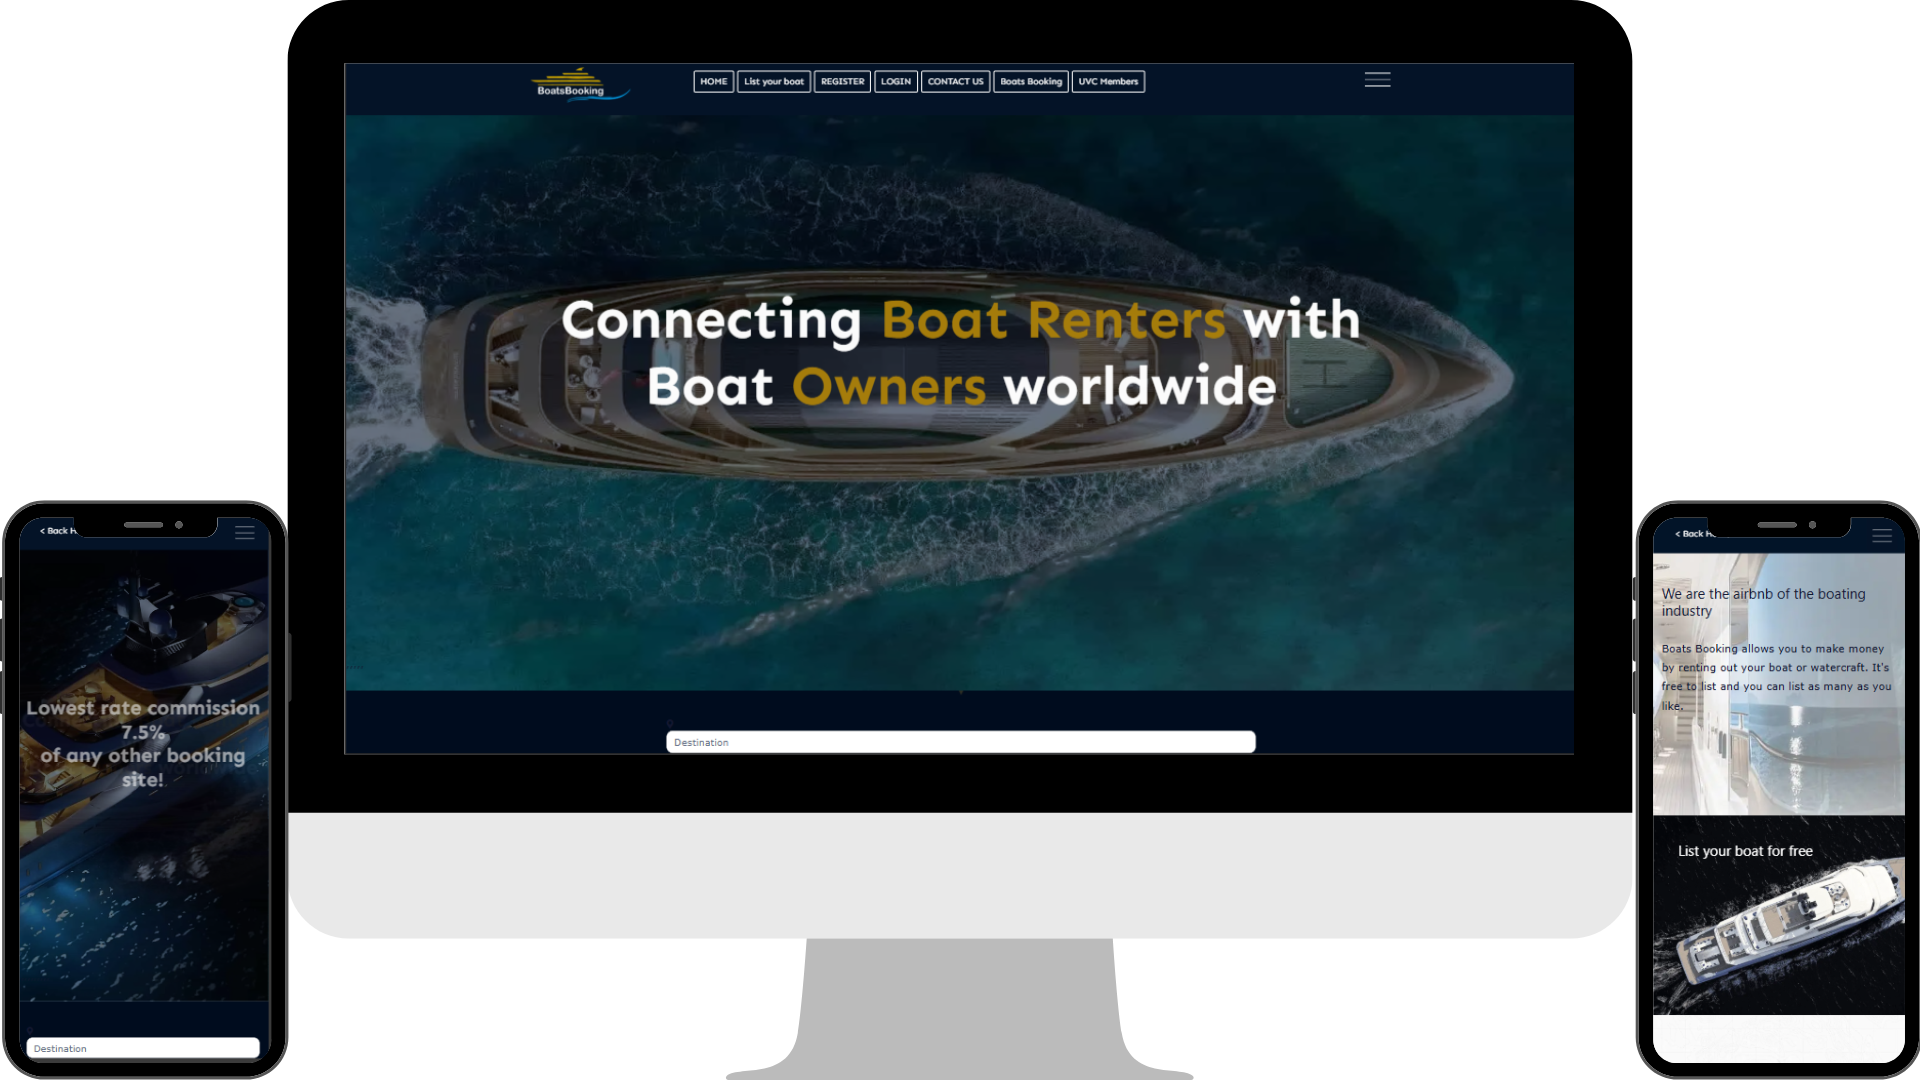 BoatsBooking
HOME
List your boat
REGISTER
LOGIN
CONTACT US
Boats Booking
UVC Members
Connecting Boat Renters with
Boat Owners worldwide
Destination
< Back
Lowest rate commission
7.5%
of any other booking
site!
Destination
< Back
We are the airbnb of the boating
industry
Boats Booking allows you to make money
by renting out your boat or watercraft. It's
free to list and you can list as many as you
like.
List your boat for free